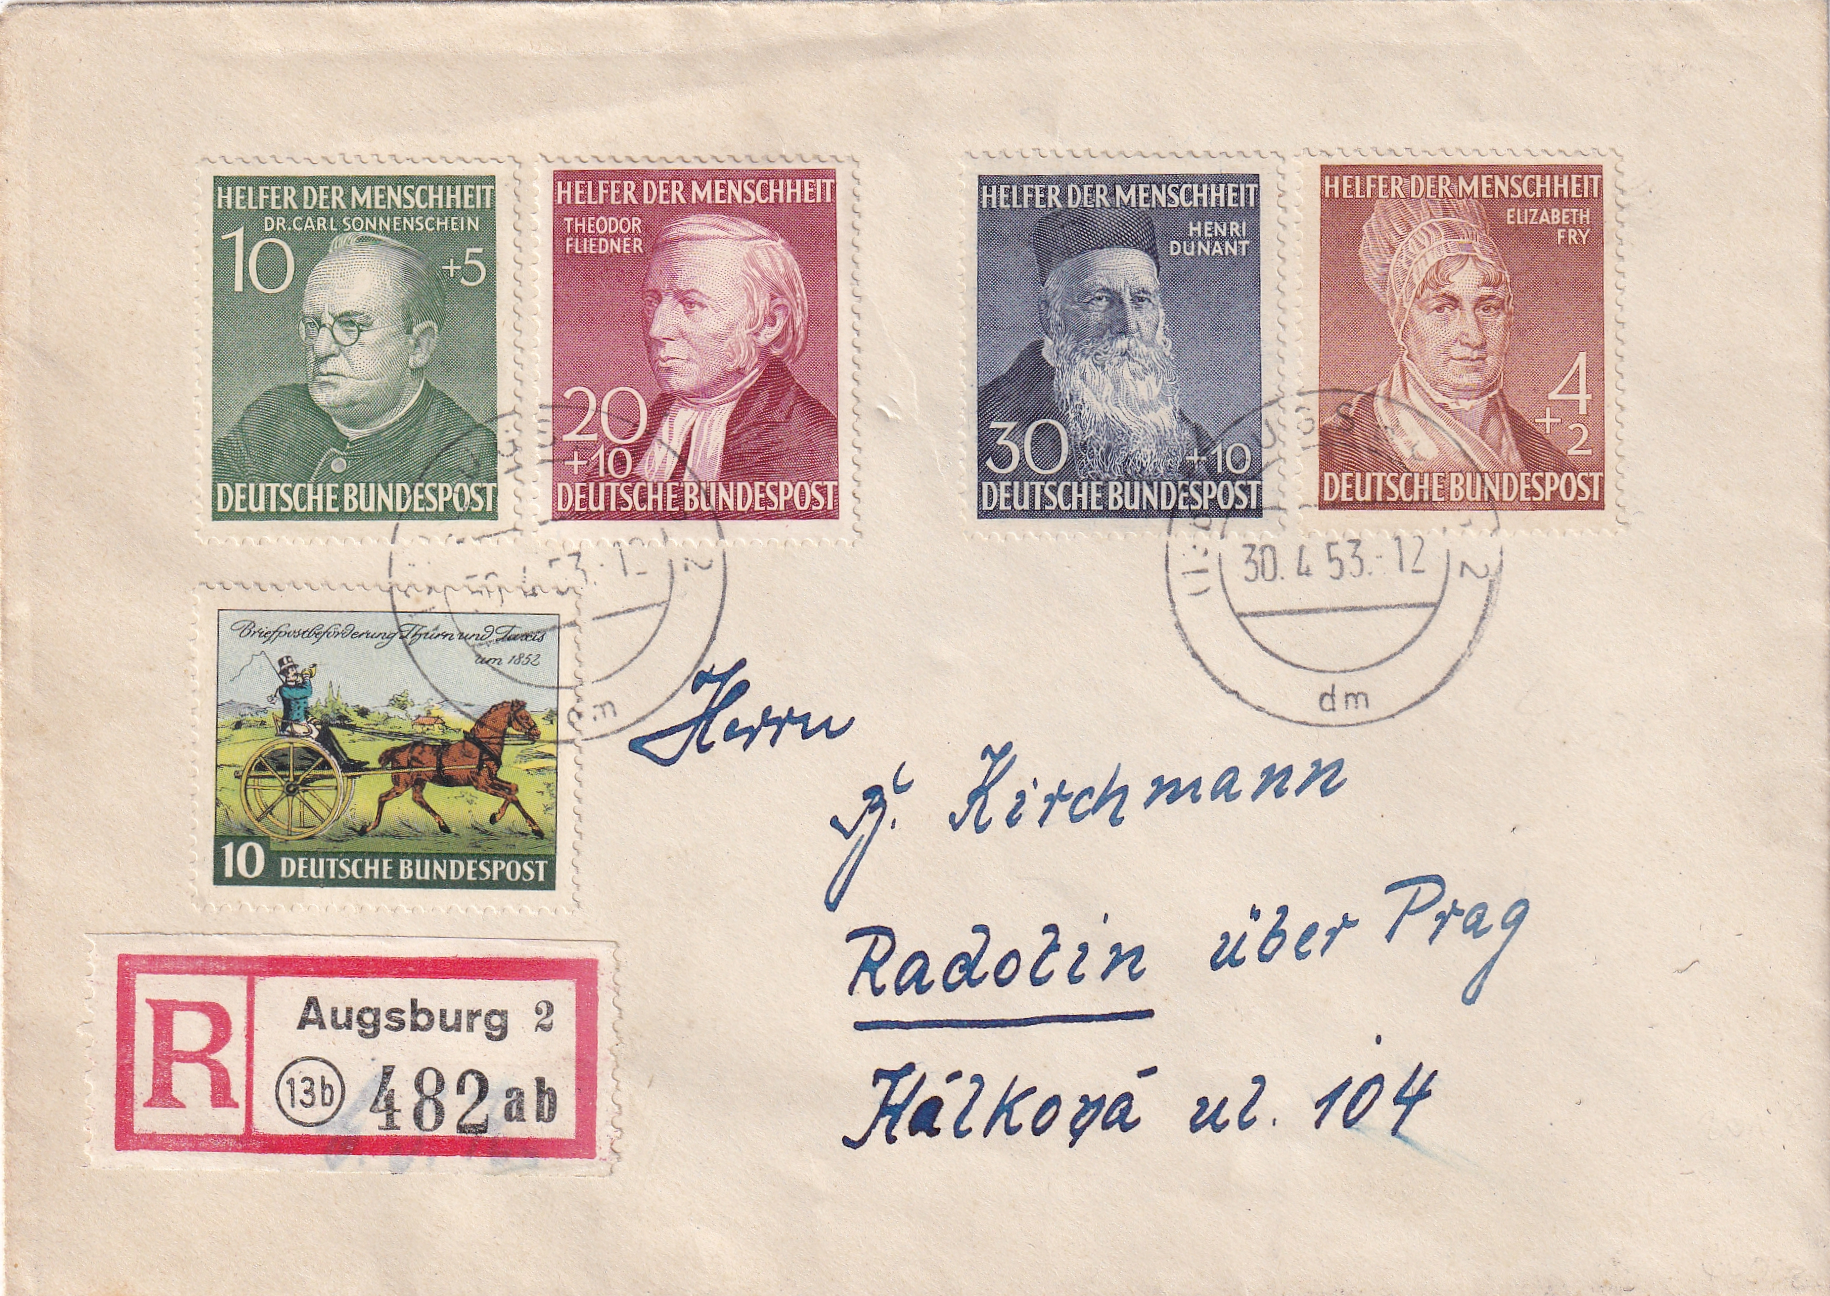 HELFER DER MENSCHHEIT
DR. CARL SONNENSCHEIN
10 +5
DEUTSCHE BUNDESPOST
HELFER DER MENSCHHEIT
THEODOR
FLIEDNER
20
+10
DEUTSCHE BUNDESPOST
HELFER DER MENSCHHEIT
HENRI
DUNANT
30 +10
DEUTSCHE BUNDESPOST
HELFER DER MENSCHHEIT
ELIZABETH
FRY
4
+2
DEUTSCHE BUNDESPOST
30.4.53.-12
dm
Briefpostbeförderung Thurn und Taxis
um 1852
10 DEUTSCHE BUNDESPOST
Herrn
Kirchmann
Radotin über Prag
Hálková ul. 104
R Augsburg 2
13b 482 ab